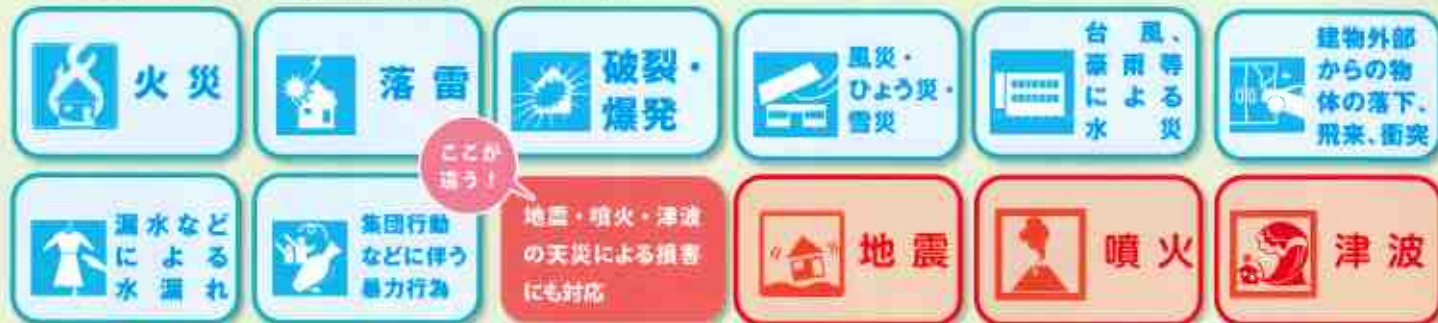 火災
落雷
破裂・
爆発
風災・
ひょう災・
雪災
台風、
豪雨等
による
水災
建物外部
からの物
体の落下、
飛来、衝突
漏水など
による
水漏れ
集団行動
などに伴う
暴力行為
ここが
違う!
地震・噴火・津波
の天災による損害
にも対応
地震
噴火
津波